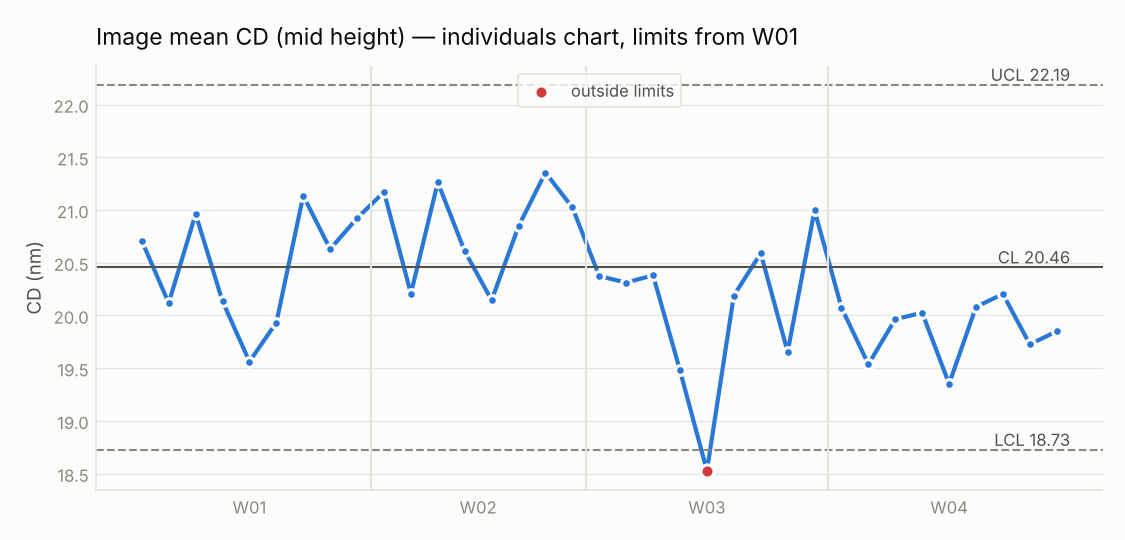 Image mean CD (mid height) — individuals chart, limits from W01
UCL 22.19
outside limits
22.0
21.5
21.0
20.5
CL 20.46
20.0
19.5
19.0
LCL 18.73
18.5
CD (nm)
W01 W02 W03 W04